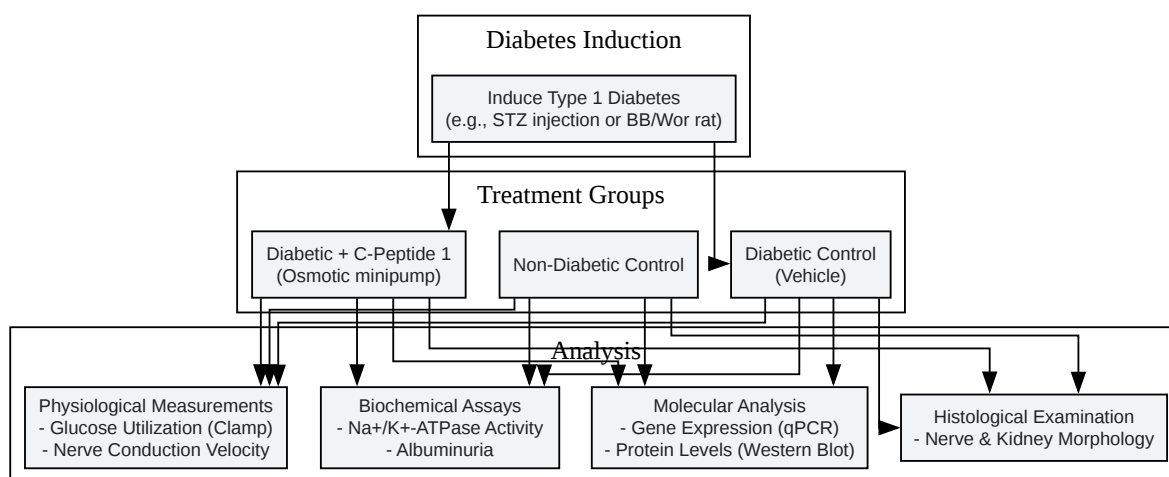 Diabetes Induction
Induce Type 1 Diabetes
(e.g., STZ injection or BB/Wor rat)
Treatment Groups
Diabetic + C-Peptide 1
(Osmotic minipump)
Non-Diabetic Control
Diabetic Control
(Vehicle)
Analysis
Physiological Measurements
- Glucose Utilization (Clamp)
- Nerve Conduction Velocity
Biochemical Assays
- Na+/K+-ATPase Activity
- Albuminuria
Molecular Analysis
- Gene Expression (qPCR)
- Protein Levels (Western Blot)
Histological Examination
- Nerve & Kidney Morphology